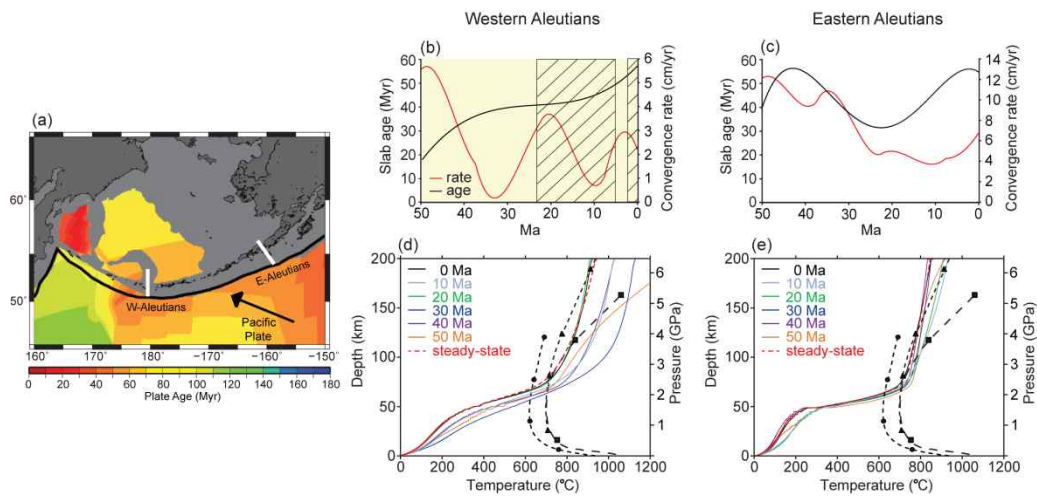 Western Aleutians
Eastern Aleutians
(a)
60°
50°
160°
170°
180°
−170°
−160°
−150°
W-Aleutians
E-Aleutians
Pacific
Plate
0 20 40 60 80 100 120 140 160 180
Plate Age (Myr)
(b)
Slab age (Myr)
60
50
40
30
20
10
0
rate
age
6
5
4
3
2
1
0
Convergence rate (cm/yr)
50 40 30 20 10 0
Ma
(c)
Slab age (Myr)
60
50
40
30
20
10
0
14
12
10
8
6
4
2
0
Convergence rate (cm/yr)
50 40 30 20 10 0
Ma
(d)
Depth (km)
200
150
100
50
0
0 Ma
10 Ma
20 Ma
30 Ma
40 Ma
50 Ma
steady-state
6
5
4
3
2
1
Pressure (GPa)
0 200 400 600 800 1000 1200
Temperature (°C)
(e)
Depth (km)
200
150
100
50
0
0 Ma
10 Ma
20 Ma
30 Ma
40 Ma
50 Ma
steady-state
6
5
4
3
2
1
Pressure (GPa)
0 200 400 600 800 1000 1200
Temperature (°C)